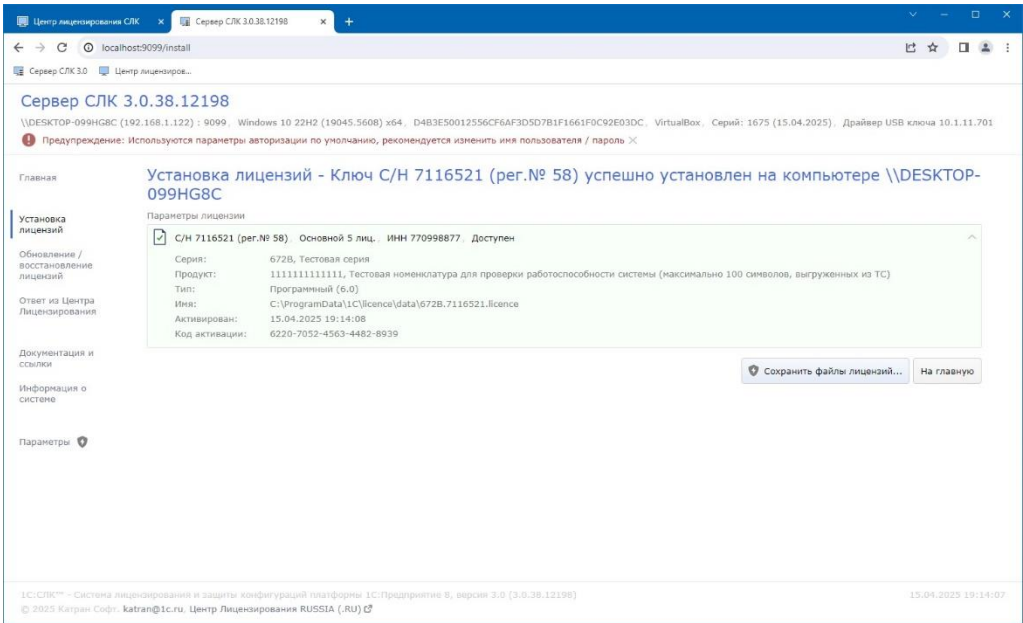 Центр лицензирования СЛК
Сервер СЛК 3.0.38.12198
localhost:9099/install
Сервер СЛК 3.0
Центр лицензиров...
Сервер СЛК 3.0.38.12198
\\DESKTOP-099HG8C (192.168.1.122) : 9099, Windows 10 22H2 (19045.5608) x64, D4B3E50012556CF6AF3D5D7B1F1661F0C92E03DC, VirtualBox, Серий: 1675 (15.04.2025), Драйвер USB ключа 10.1.11.701
Предупреждение: Используются параметры авторизации по умолчанию, рекомендуется изменить имя пользователя / пароль
Главная
Установка
лицензий
Обновление /
восстановление
лицензий
Ответ из Центра
Лицензирования
Документация и
ссылки
Информация о
системе
Параметры
Установка лицензий - Ключ С/Н 7116521 (рег.№ 58) успешно установлен на компьютере \\DESKTOP-
099HG8C
Параметры лицензии
С/Н 7116521 (рег.№ 58), Основной 5 лиц., ИНН 770998877, Доступен
Серия: 672B, Тестовая серия
Продукт: 1111111111111, Тестовая номенклатура для проверки работоспособности системы (максимально 100 символов, выгруженных из ТС)
Тип: Программный (6.0)
Имя: C:\ProgramData\1C\licence\data\672B.7116521.licence
Активирован: 15.04.2025 19:14:08
Код активации: 6220-7052-4563-4482-8939
Сохранить файлы лицензий...
На главную
1С:СЛК™ - Система лицензирования и защиты конфигураций платформы 1С:Предприятие 8, версия 3.0 (3.0.38.12198)
15.04.2025 19:14:07
© 2025 Катран Софт. katran@1c.ru, Центр Лицензирования RUSSIA (.RU)